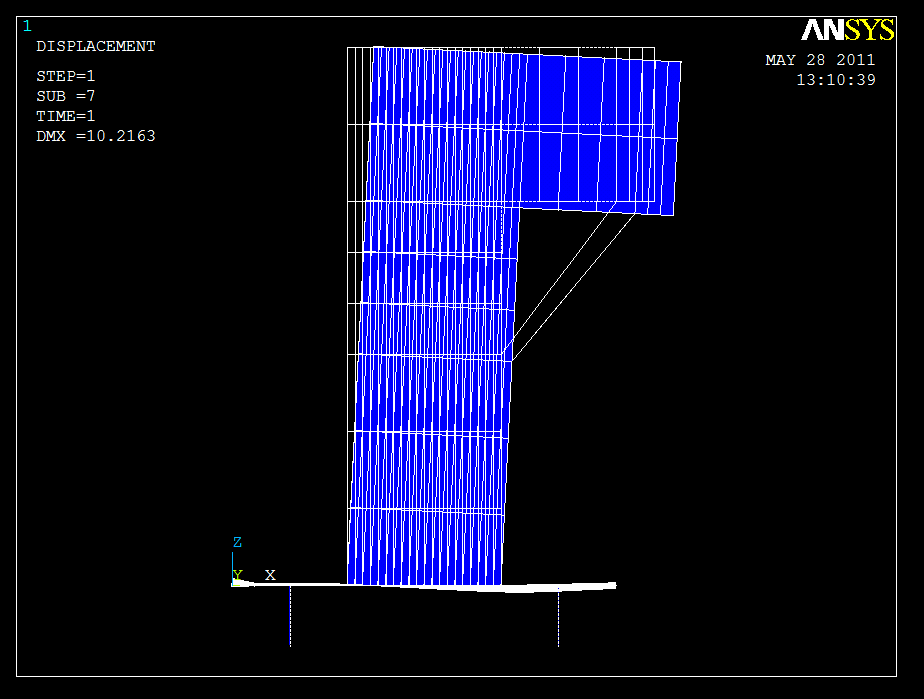 1
ANSYS
DISPLACEMENT
MAY 28 2011
13:10:39
STEP=1
SUB =7
TIME=1
DMX =10.2163
Z
Y
X